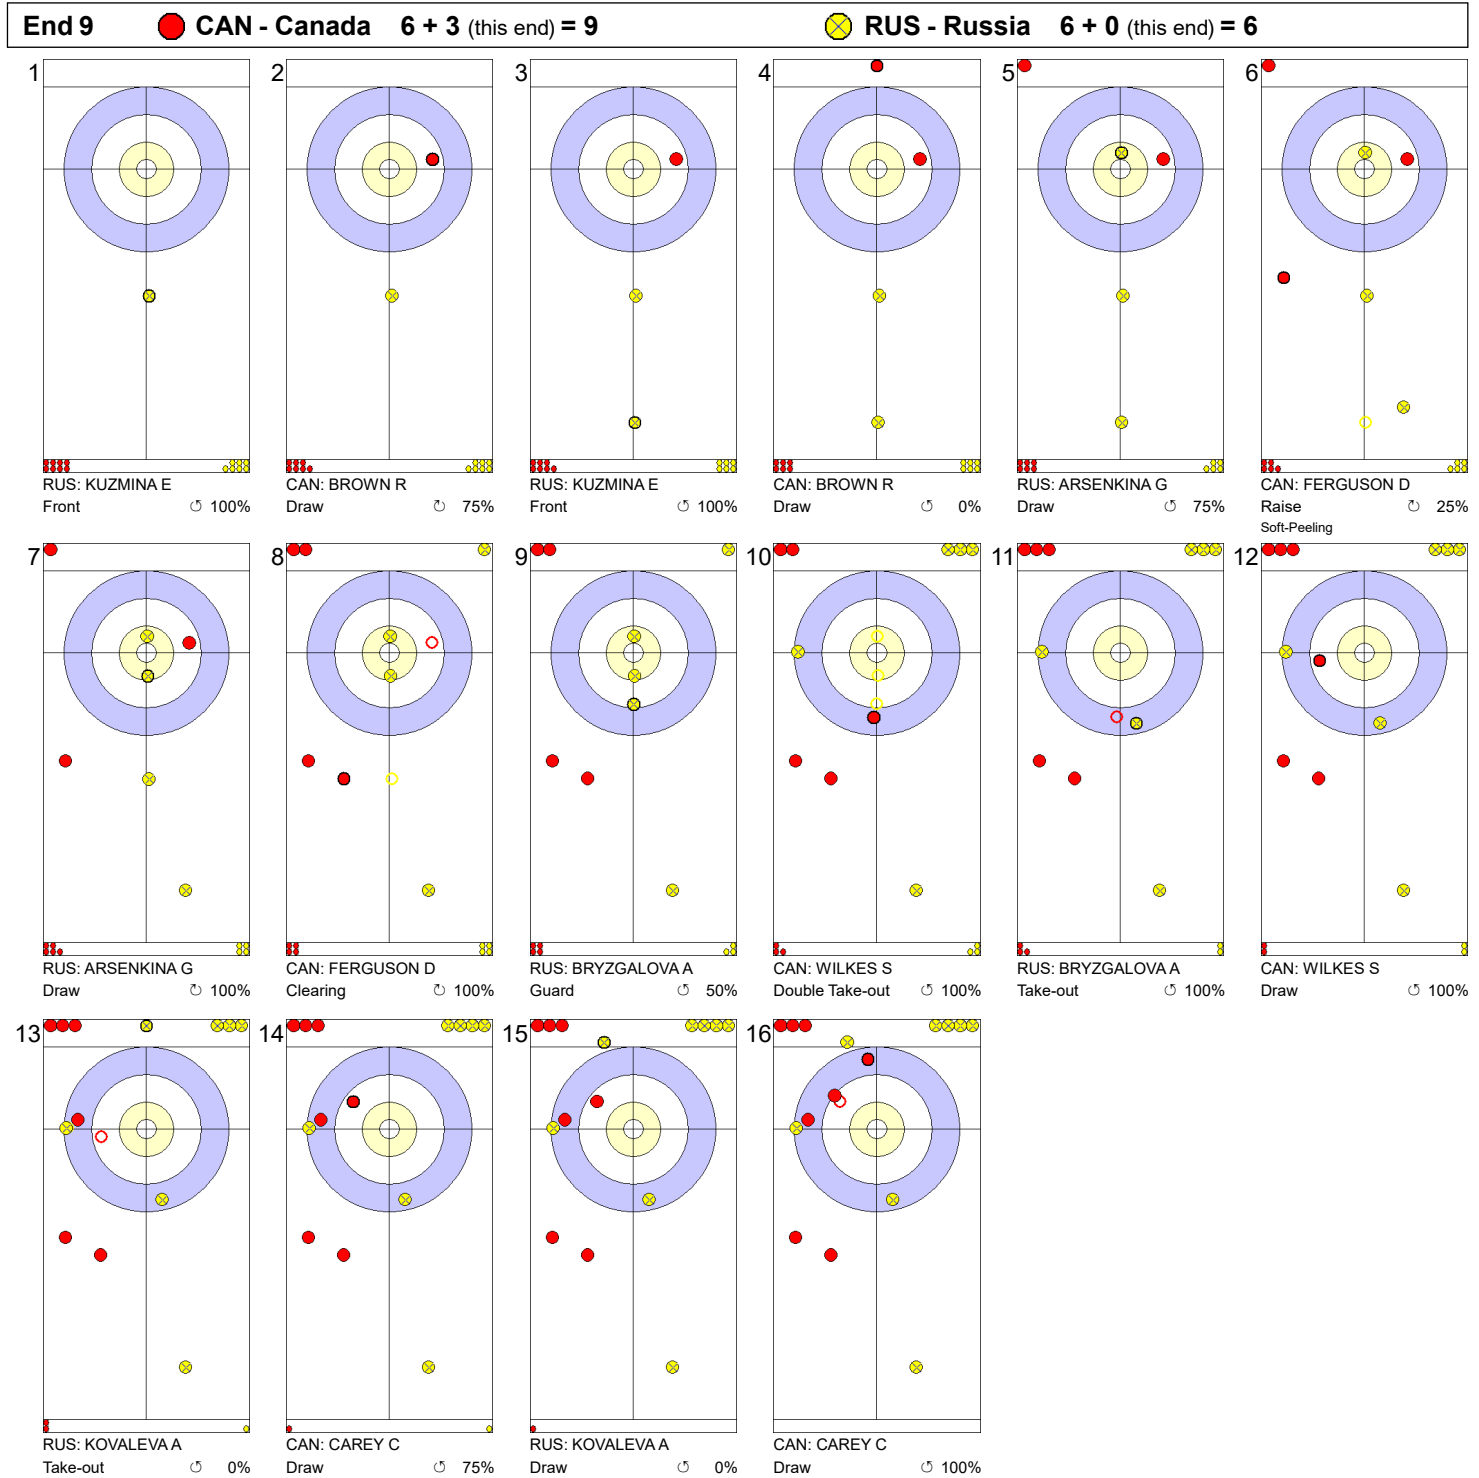 End 9 CAN - Canada 6 + 3 (this end) = 9 RUS - Russia 6 + 0 (this end) = 6
1 2 3 4 5 6
RUS: KUZMINA E CAN: BROWN R RUS: KUZMINA E CAN: BROWN R RUS: ARSENKINA G CAN: FERGUSON D
Front ↺ 100% Draw ↻ 75% Front ↺ 100% Draw ↺ 0% Draw ↺ 75% Raise ↻ 25%
Soft-Peeling
7 8 9 10 11 12
RUS: ARSENKINA G CAN: FERGUSON D RUS: BRYZGALOVA A CAN: WILKES S RUS: BRYZGALOVA A CAN: WILKES S
Draw ↻ 100% Clearing ↻ 100% Guard ↺ 50% Double Take-out ↺ 100% Take-out ↺ 100% Draw ↺ 100%
13 14 15 16
RUS: KOVALEVA A CAN: CAREY C RUS: KOVALEVA A CAN: CAREY C
Take-out ↺ 0% Draw ↺ 75% Draw ↺ 0% Draw ↺ 100%